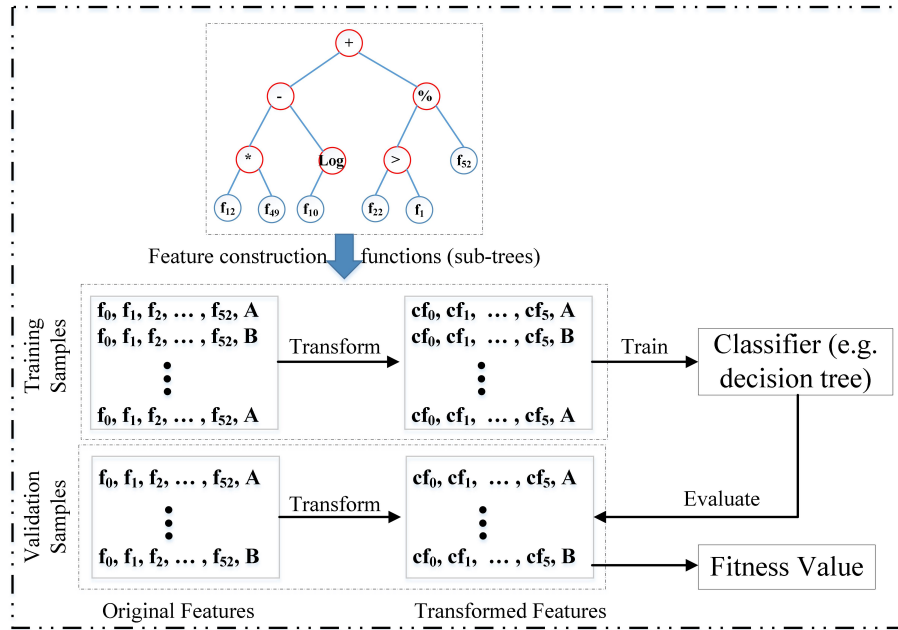 +
-
%
*
Log
>
f52
f12
f49
f10
f22
f1
Feature construction functions (sub-trees)
Training Samples
f0, f1, f2, … , f52, A
f0, f1, f2, … , f52, B
f0, f1, f2, … , f52, A
Transform
cf0, cf1, … , cf5, A
cf0, cf1, … , cf5, B
cf0, cf1, … , cf5, A
Train
Classifier (e.g.
decision tree)
Validation Samples
f0, f1, f2, … , f52, A
f0, f1, f2, … , f52, B
Transform
cf0, cf1, … , cf5, A
cf0, cf1, … , cf5, B
Evaluate
Fitness Value
Original Features
Transformed Features